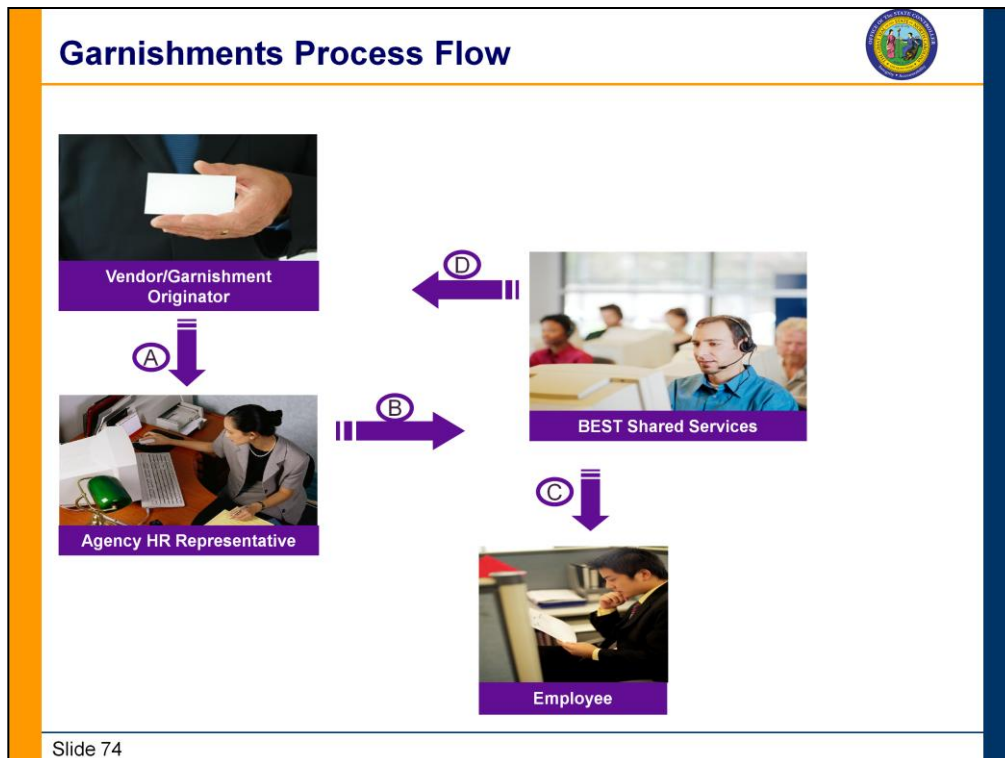 Garnishments Process Flow
Vendor/Garnishment
Originator
A
Agency HR Representative
B
D
BEST Shared Services
C
Employee
Slide 74